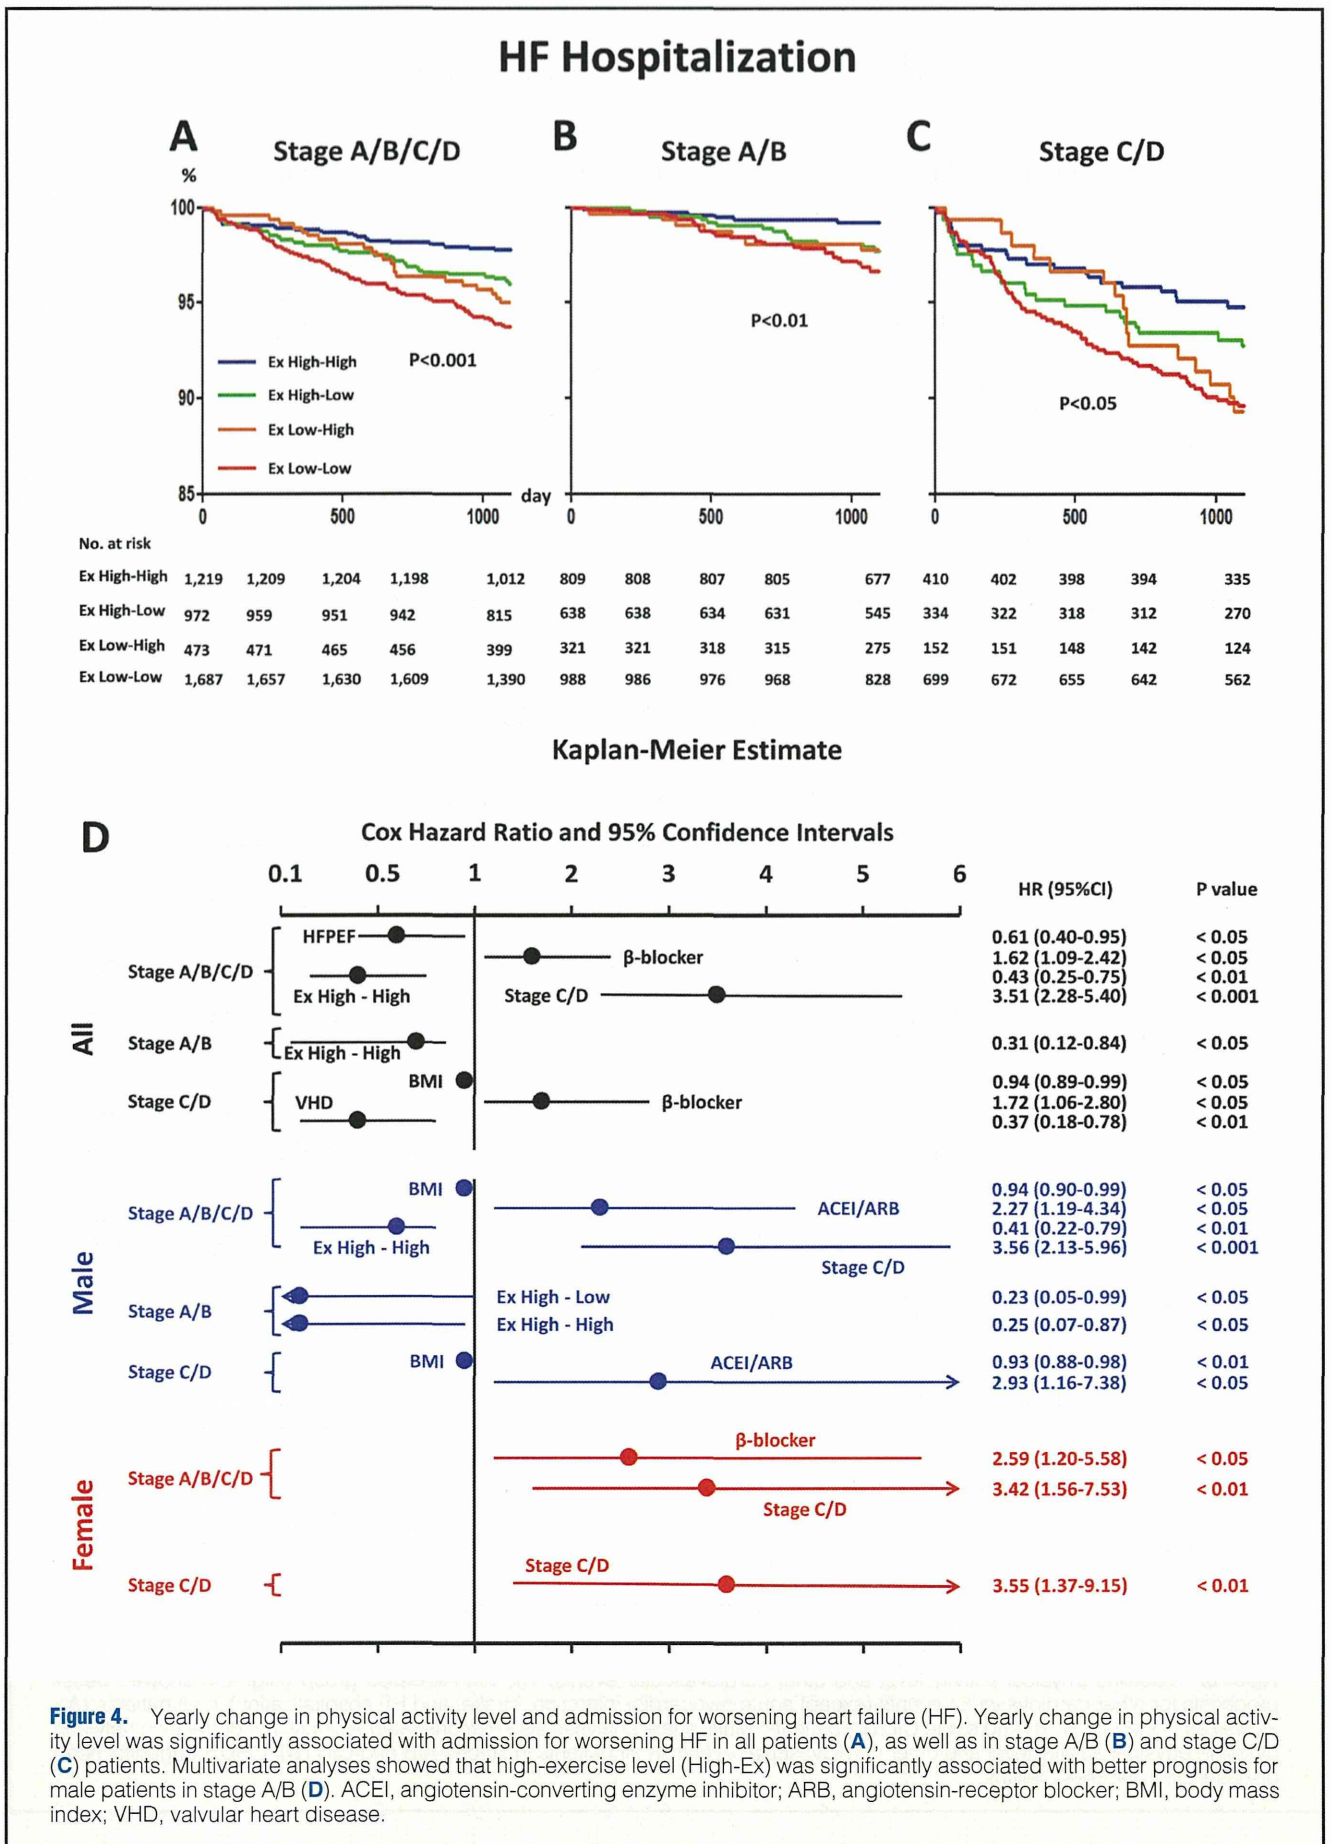 HF Hospitalization
A
Stage A/B/C/D
B
Stage A/B
C
Stage C/D
%
100
95
90
85
P<0.001
P<0.01
P<0.05
Ex High-High
Ex High-Low
Ex Low-High
Ex Low-Low
0 500 1000 day 0 500 1000 0 500 1000
No. at risk
Ex High-High 1,219 1,209 1,204 1,198 1,012 809 808 807 805 677 410 402 398 394 335
Ex High-Low 972 959 951 942 815 638 638 634 631 545 334 322 318 312 270
Ex Low-High 473 471 465 456 399 321 321 318 315 275 152 151 148 142 124
Ex Low-Low 1,687 1,657 1,630 1,609 1,390 988 986 976 968 828 699 672 655 642 562
Kaplan-Meier Estimate
D
Cox Hazard Ratio and 95% Confidence Intervals
0.1 0.5 1 2 3 4 5 6
HR (95%CI) P value
All
Stage A/B/C/D
HFPEF 0.61 (0.40-0.95) < 0.05
β-blocker 1.62 (1.09-2.42) < 0.05
Ex High - High 0.43 (0.25-0.75) < 0.01
Stage C/D 3.51 (2.28-5.40) < 0.001
Stage A/B
Ex High - High 0.31 (0.12-0.84) < 0.05
Stage C/D
BMI 0.94 (0.89-0.99) < 0.05
β-blocker 1.72 (1.06-2.80) < 0.05
VHD 0.37 (0.18-0.78) < 0.01
Male
Stage A/B/C/D
BMI 0.94 (0.90-0.99) < 0.05
ACEI/ARB 2.27 (1.19-4.34) < 0.05
Ex High - High 0.41 (0.22-0.79) < 0.01
Stage C/D 3.56 (2.13-5.96) < 0.001
Stage A/B
Ex High - Low 0.23 (0.05-0.99) < 0.05
Ex High - High 0.25 (0.07-0.87) < 0.05
Stage C/D
BMI 0.93 (0.88-0.98) < 0.01
ACEI/ARB 2.93 (1.16-7.38) < 0.05
Female
Stage A/B/C/D
β-blocker 2.59 (1.20-5.58) < 0.05
Stage C/D 3.42 (1.56-7.53) < 0.01
Stage C/D
Stage C/D 3.55 (1.37-9.15) < 0.01
Figure 4. Yearly change in physical activity level and admission for worsening heart failure (HF). Yearly change in physical activ-
ity level was significantly associated with admission for worsening HF in all patients (A), as well as in stage A/B (B) and stage C/D
(C) patients. Multivariate analyses showed that high-exercise level (High-Ex) was significantly associated with better prognosis for
male patients in stage A/B (D). ACEI, angiotensin-converting enzyme inhibitor; ARB, angiotensin-receptor blocker; BMI, body mass
index; VHD, valvular heart disease.